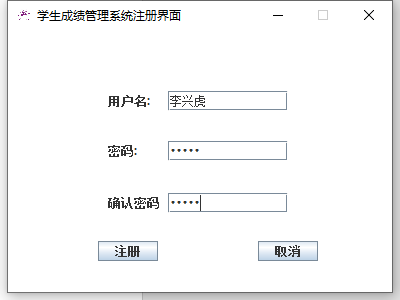 学生成绩管理系统注册界面
用户名: 李兴虎
密码: •••••
确认密码 •••••
注册 取消